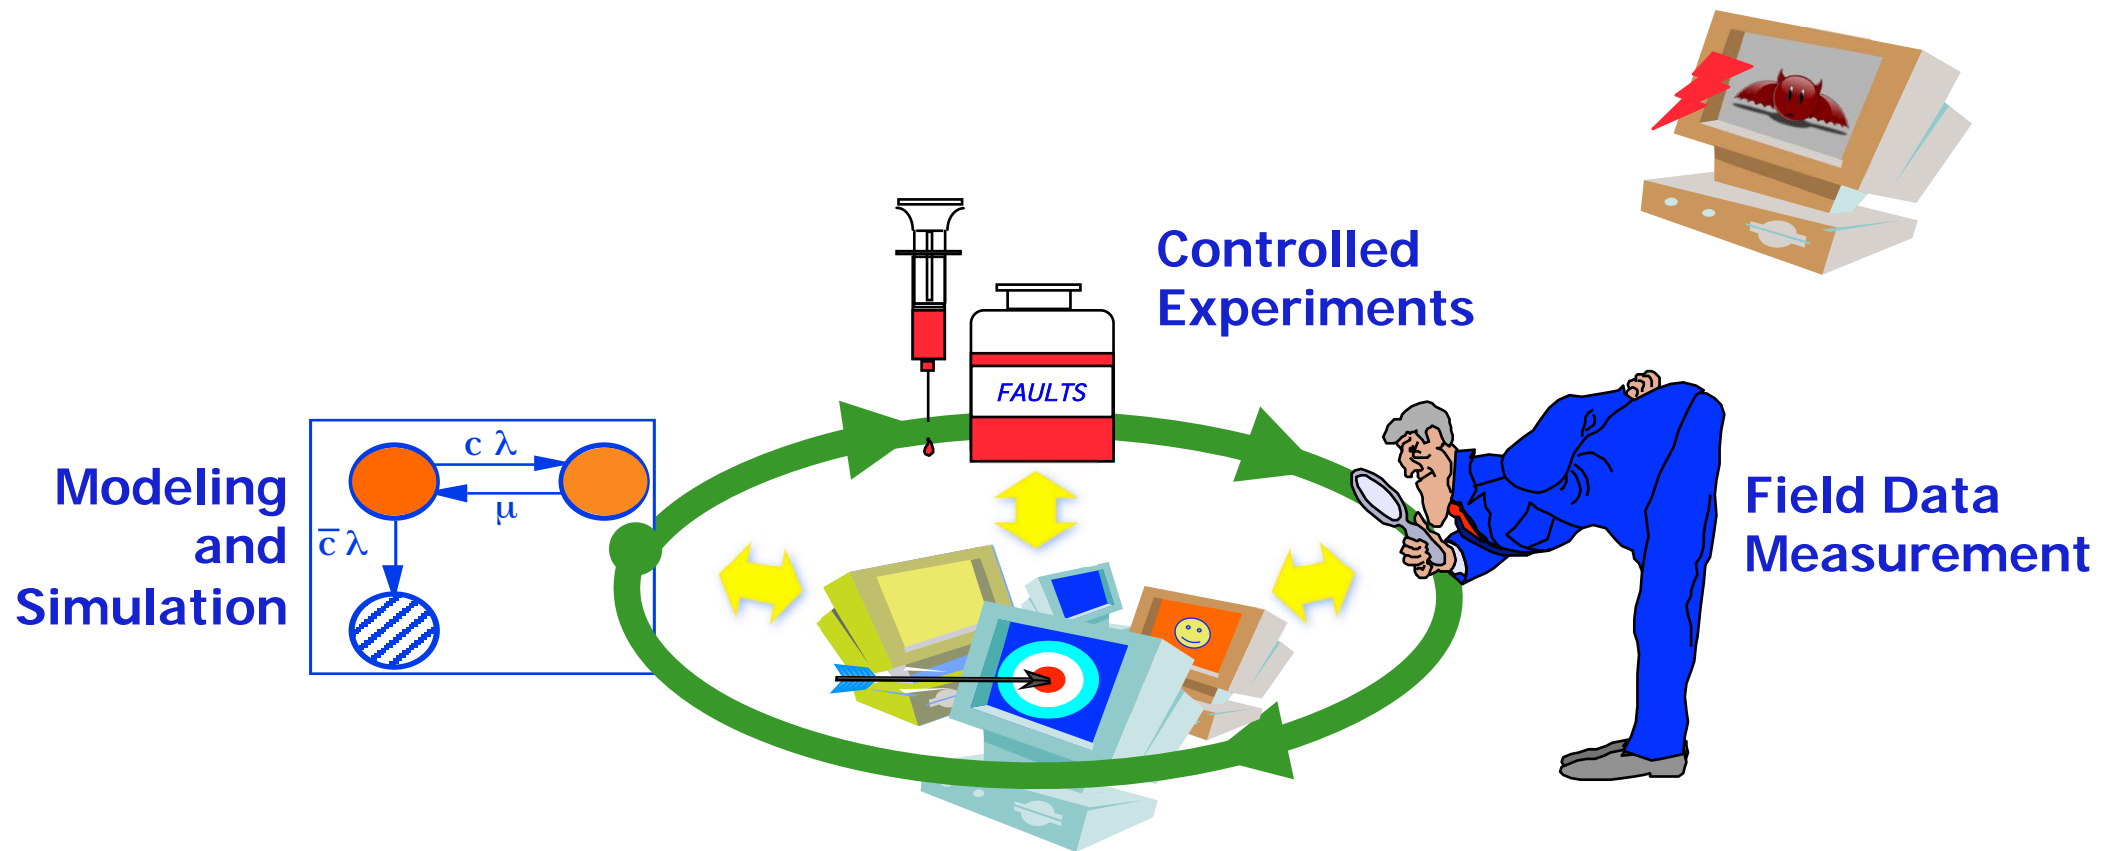 Controlled
Experiments
FAULTS
c λ
μ
c̅ λ
Modeling
and
Simulation
Field Data
Measurement